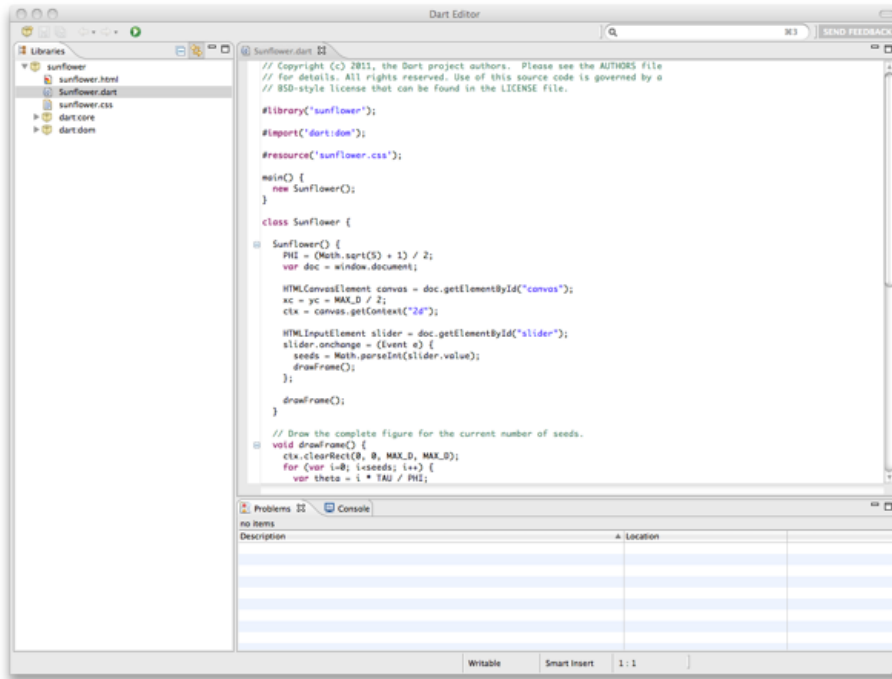 Dart Editor
⌘3
SEND FEEDBACK
Libraries
Sunflower.dart
sunflower
sunflower.html
Sunflower.dart
sunflower.css
dart:core
dart:dom
// Copyright (c) 2011, the Dart project authors.  Please see the AUTHORS file
// for details. All rights reserved. Use of this source code is governed by a
// BSD-style license that can be found in the LICENSE file.
#library('sunflower');
#import('dart:dom');
#resource('sunflower.css');
main() {
  new Sunflower();
}
class Sunflower {
  Sunflower() {
    PHI = (Math.sqrt(5) + 1) / 2;
    var doc = window.document;
    HTMLCanvasElement canvas = doc.getElementById("canvas");
    xc = yc = MAX_D / 2;
    ctx = canvas.getContext("2d");
    HTMLInputElement slider = doc.getElementById("slider");
    slider.onchange = (Event e) {
      seeds = Math.parseInt(slider.value);
      drawFrame();
    };
    drawFrame();
  }
  // Draw the complete figure for the current number of seeds.
  void drawFrame() {
    ctx.clearRect(0, 0, MAX_D, MAX_D);
    for (var i=0; i<seeds; i++) {
      var theta = i * TAU / PHI;
Problems
Console
no items
Description
Location
Writable
Smart Insert
1 : 1